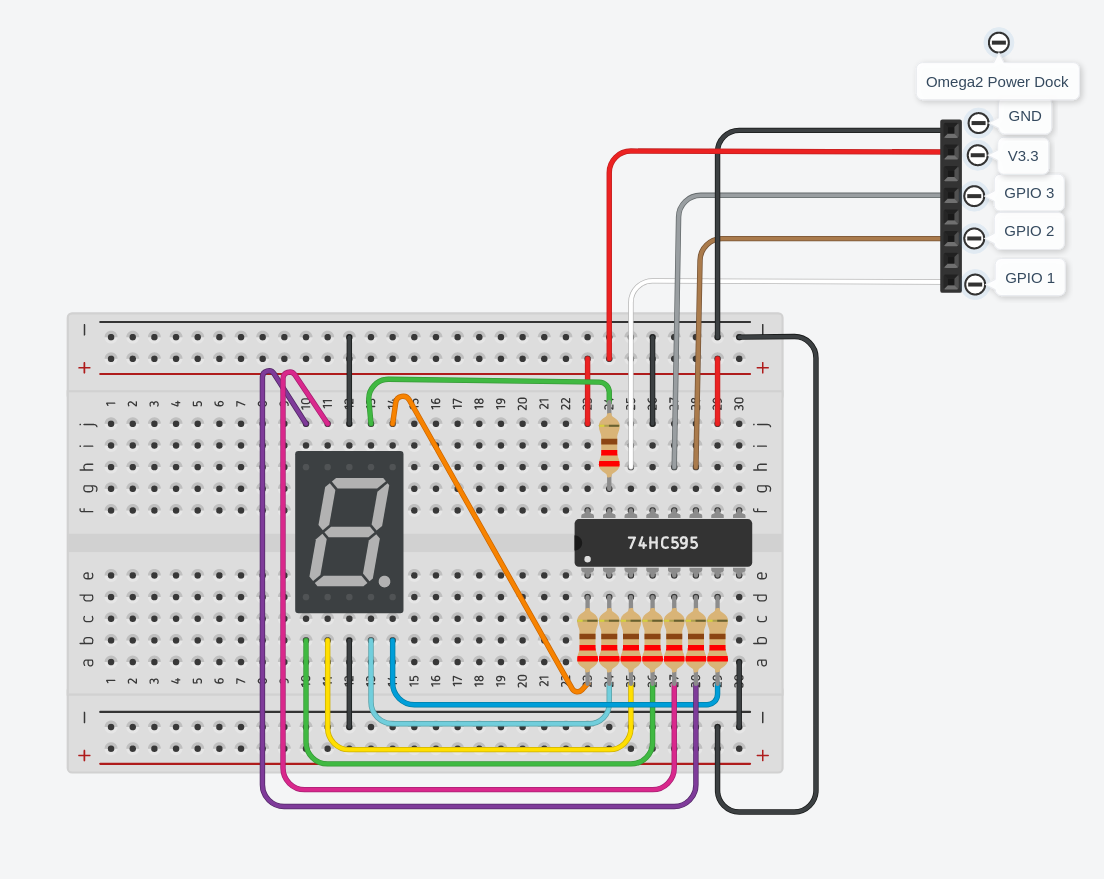 Omega2 Power Dock
GND
V3.3
GPIO 3
GPIO 2
GPIO 1
− −
+ +
1 2 3 4 5 6 7 8 9 10 11 12 13 14 15 16 17 18 19 20 21 22 23 24 25 26 27 28 29 30
j j
i i
h h
g g
f f
74HC595
e e
d d
c c
b b
a a
1 2 3 4 5 6 7 8 9 10 11 12 13 14 15 16 17 18 19 20 21 22 23 24 25 26 27 28 29 30
− −
+ +